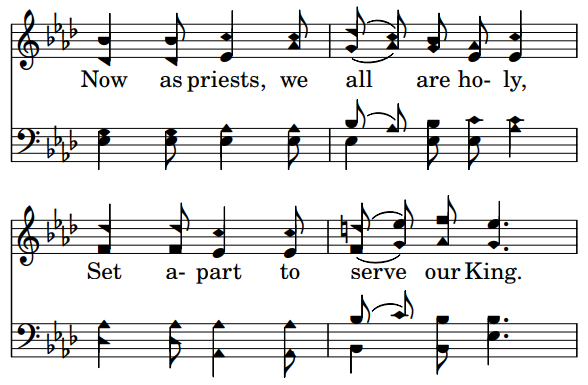 Now as priests, we all are ho- ly,
Set a- part to serve our King.